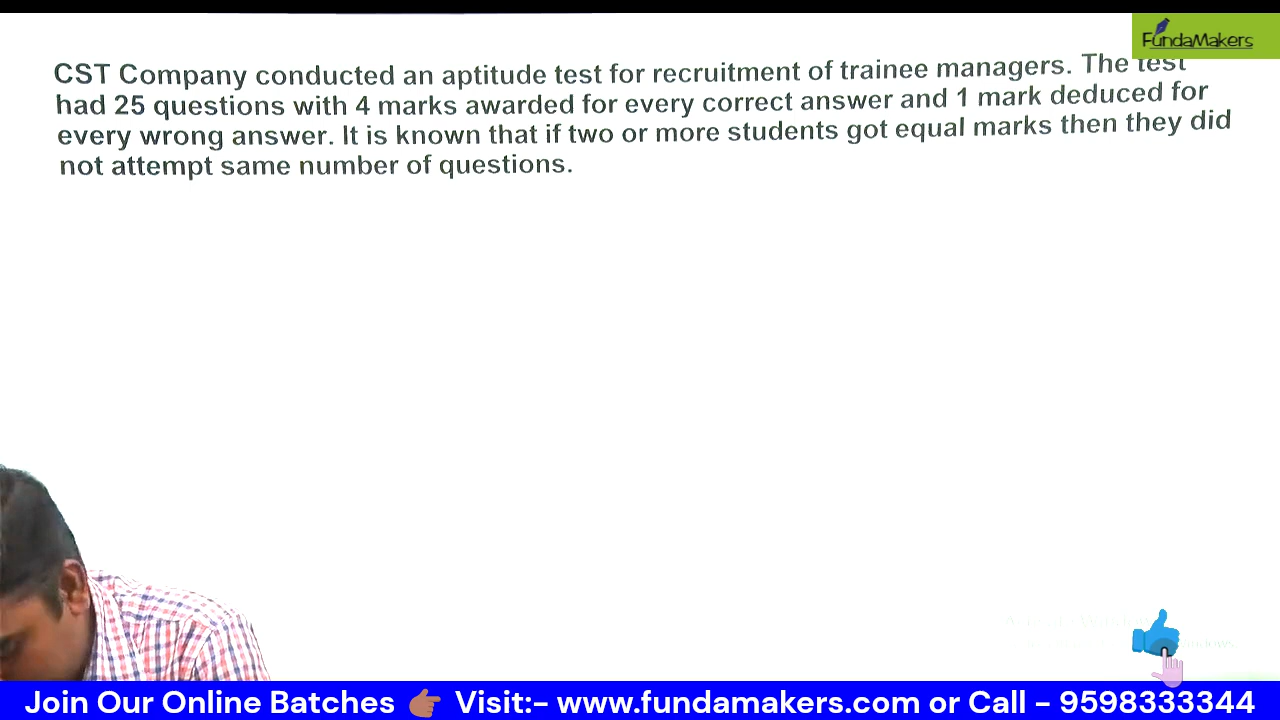 FundaMakers
CST Company conducted an aptitude test for recruitment of trainee managers. The test
had 25 questions with 4 marks awarded for every correct answer and 1 mark deduced for
every wrong answer. It is known that if two or more students got equal marks then they did
not attempt same number of questions.
Join Our Online Batches Visit:- www.fundamakers.com or Call - 9598333344